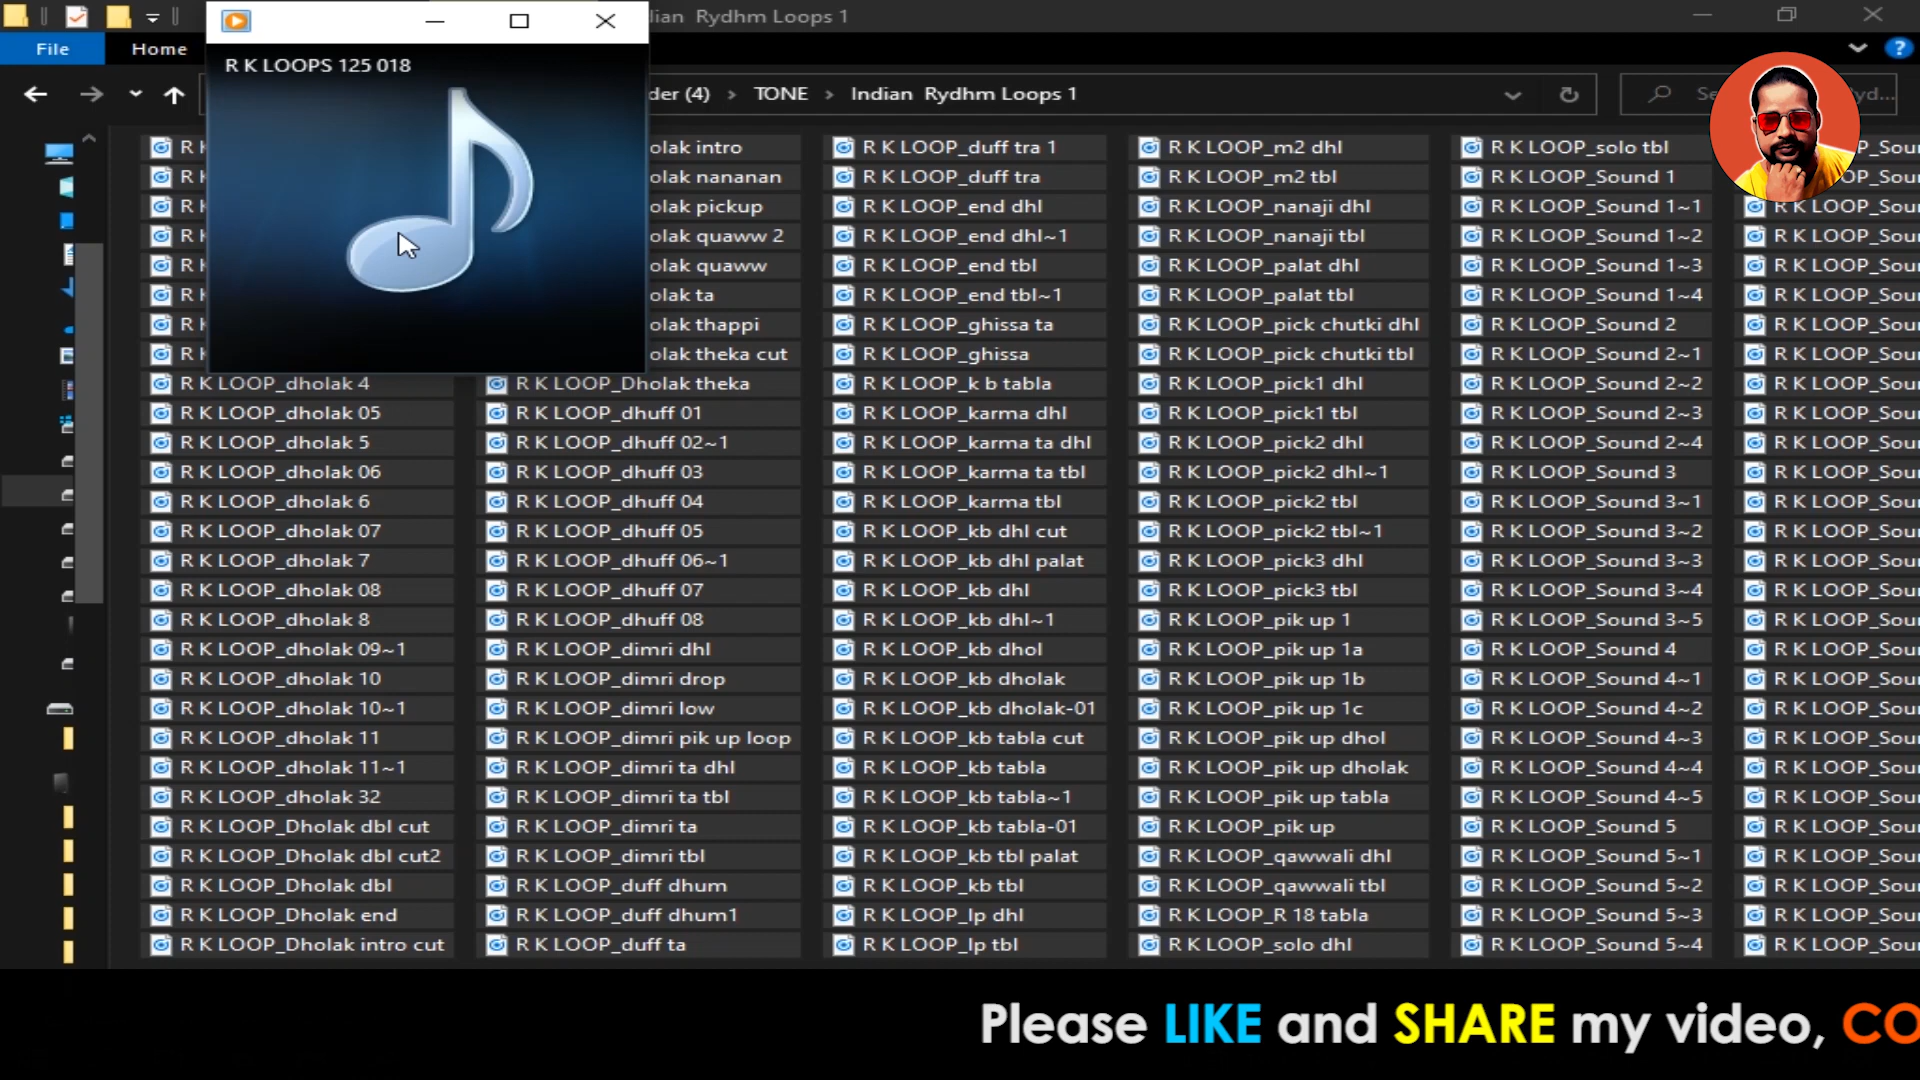 dian Rydhm Loops 1
File
Home
R K LOOPS 125 018
der (4) > TONE > Indian Rydhm Loops 1
R K LOOP_dholak 4
R K LOOP_dholak 05
R K LOOP_dholak 5
R K LOOP_dholak 06
R K LOOP_dholak 6
R K LOOP_dholak 07
R K LOOP_dholak 7
R K LOOP_dholak 08
R K LOOP_dholak 8
R K LOOP_dholak 09~1
R K LOOP_dholak 10
R K LOOP_dholak 10~1
R K LOOP_dholak 11
R K LOOP_dholak 11~1
R K LOOP_dholak 32
R K LOOP_Dholak dbl cut
R K LOOP_Dholak dbl cut2
R K LOOP_Dholak dbl
R K LOOP_Dholak end
R K LOOP_Dholak intro cut
olak intro
olak nananan
olak pickup
olak quaww 2
olak quaww
olak ta
olak thappi
olak theka cut
R K LOOP_Dholak theka
R K LOOP_dhuff 01
R K LOOP_dhuff 02~1
R K LOOP_dhuff 03
R K LOOP_dhuff 04
R K LOOP_dhuff 05
R K LOOP_dhuff 06~1
R K LOOP_dhuff 07
R K LOOP_dhuff 08
R K LOOP_dimri dhl
R K LOOP_dimri drop
R K LOOP_dimri low
R K LOOP_dimri pik up loop
R K LOOP_dimri ta dhl
R K LOOP_dimri ta tbl
R K LOOP_dimri ta
R K LOOP_dimri tbl
R K LOOP_duff dhum
R K LOOP_duff dhum1
R K LOOP_duff ta
R K LOOP_duff tra 1
R K LOOP_duff tra
R K LOOP_end dhl
R K LOOP_end dhl~1
R K LOOP_end tbl
R K LOOP_end tbl~1
R K LOOP_ghissa ta
R K LOOP_ghissa
R K LOOP_k b tabla
R K LOOP_karma dhl
R K LOOP_karma ta dhl
R K LOOP_karma ta tbl
R K LOOP_karma tbl
R K LOOP_kb dhl cut
R K LOOP_kb dhl palat
R K LOOP_kb dhl
R K LOOP_kb dhl~1
R K LOOP_kb dhol
R K LOOP_kb dholak
R K LOOP_kb dholak-01
R K LOOP_kb tabla cut
R K LOOP_kb tabla
R K LOOP_kb tabla~1
R K LOOP_kb tabla-01
R K LOOP_kb tbl palat
R K LOOP_kb tbl
R K LOOP_lp dhl
R K LOOP_lp tbl
R K LOOP_m2 dhl
R K LOOP_m2 tbl
R K LOOP_nanaji dhl
R K LOOP_nanaji tbl
R K LOOP_palat dhl
R K LOOP_palat tbl
R K LOOP_pick chutki dhl
R K LOOP_pick chutki tbl
R K LOOP_pick1 dhl
R K LOOP_pick1 tbl
R K LOOP_pick2 dhl
R K LOOP_pick2 dhl~1
R K LOOP_pick2 tbl
R K LOOP_pick2 tbl~1
R K LOOP_pick3 dhl
R K LOOP_pick3 tbl
R K LOOP_pik up 1
R K LOOP_pik up 1a
R K LOOP_pik up 1b
R K LOOP_pik up 1c
R K LOOP_pik up dhol
R K LOOP_pik up dholak
R K LOOP_pik up tabla
R K LOOP_pik up
R K LOOP_qawwali dhl
R K LOOP_qawwali tbl
R K LOOP_R 18 tabla
R K LOOP_solo dhl
R K LOOP_solo tbl
R K LOOP_Sound 1
R K LOOP_Sound 1~1
R K LOOP_Sound 1~2
R K LOOP_Sound 1~3
R K LOOP_Sound 1~4
R K LOOP_Sound 2
R K LOOP_Sound 2~1
R K LOOP_Sound 2~2
R K LOOP_Sound 2~3
R K LOOP_Sound 2~4
R K LOOP_Sound 3
R K LOOP_Sound 3~1
R K LOOP_Sound 3~2
R K LOOP_Sound 3~3
R K LOOP_Sound 3~4
R K LOOP_Sound 3~5
R K LOOP_Sound 4
R K LOOP_Sound 4~1
R K LOOP_Sound 4~2
R K LOOP_Sound 4~3
R K LOOP_Sound 4~4
R K LOOP_Sound 4~5
R K LOOP_Sound 5
R K LOOP_Sound 5~1
R K LOOP_Sound 5~2
R K LOOP_Sound 5~3
R K LOOP_Sound 5~4
Please LIKE and SHARE my video, CO